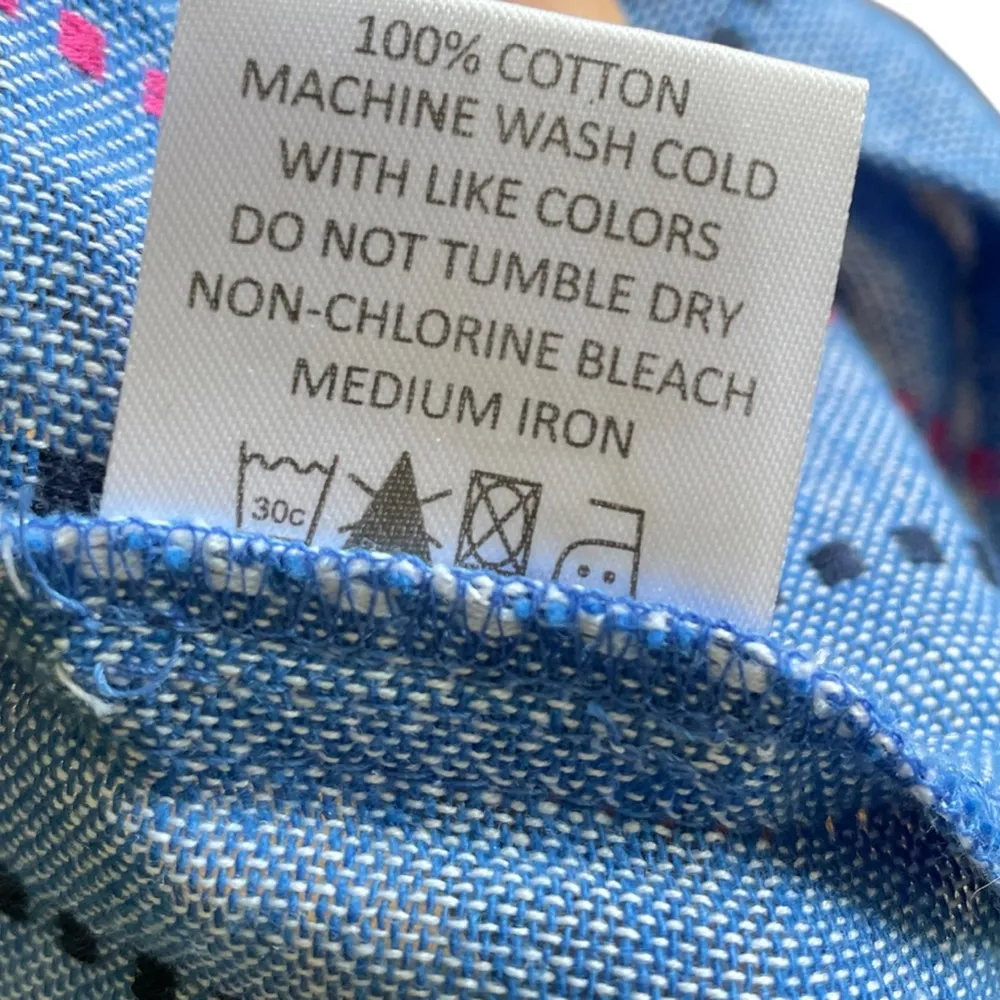 100% COTTON
MACHINE WASH COLD
WITH LIKE COLORS
DO NOT TUMBLE DRY
NON-CHLORINE BLEACH
MEDIUM IRON
30c